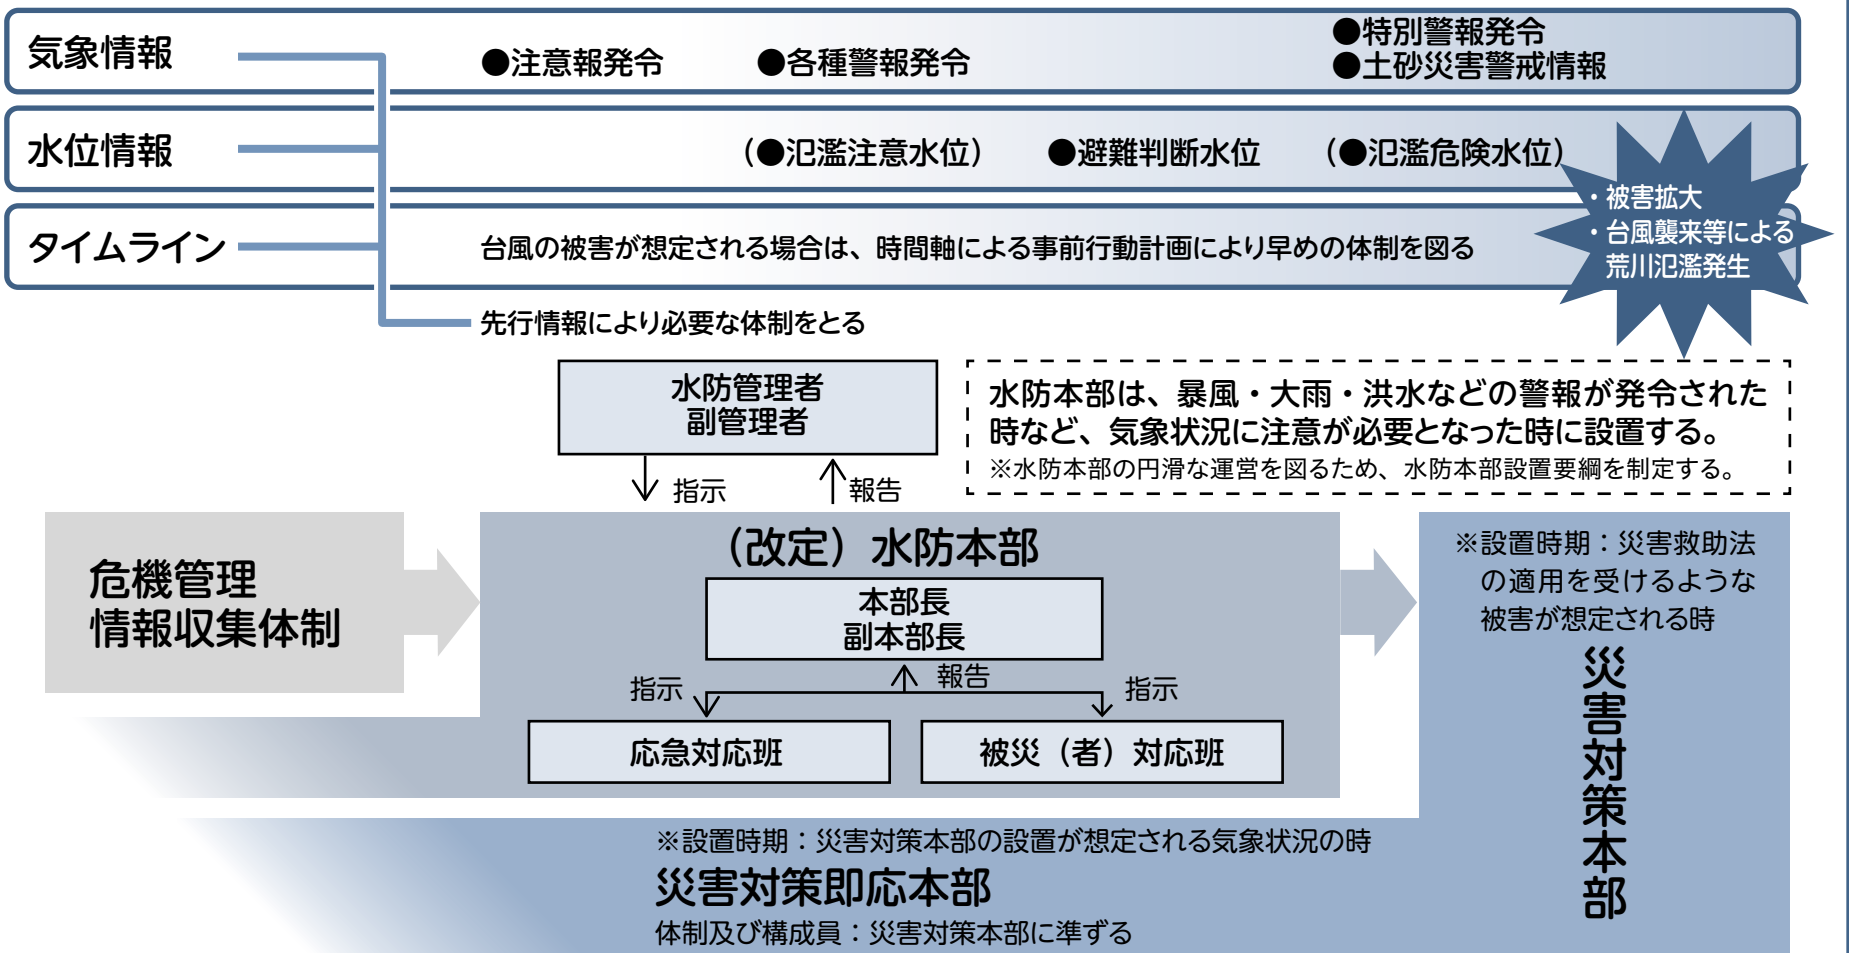 気象情報
●注意報発令
●各種警報発令
●特別警報発令
●土砂災害警戒情報
水位情報
（●氾濫注意水位）
●避難判断水位
（●氾濫危険水位）
・被害拡大
・台風襲来等による
荒川氾濫発生
タイムライン
台風の被害が想定される場合は、時間軸による事前行動計画により早めの体制を図る
先行情報により必要な体制をとる
水防管理者
副管理者
指示
報告
水防本部は、暴風・大雨・洪水などの警報が発令された
時など、気象状況に注意が必要となった時に設置する。
※水防本部の円滑な運営を図るため、水防本部設置要綱を制定する。
危機管理
情報収集体制
（改定）水防本部
本部長
副本部長
指示
報告
指示
応急対応班
被災（者）対応班
※設置時期：災害救助法
の適用を受けるような
被害が想定される時
災害対策本部
※設置時期：災害対策本部の設置が想定される気象状況の時
災害対策即応本部
体制及び構成員：災害対策本部に準ずる